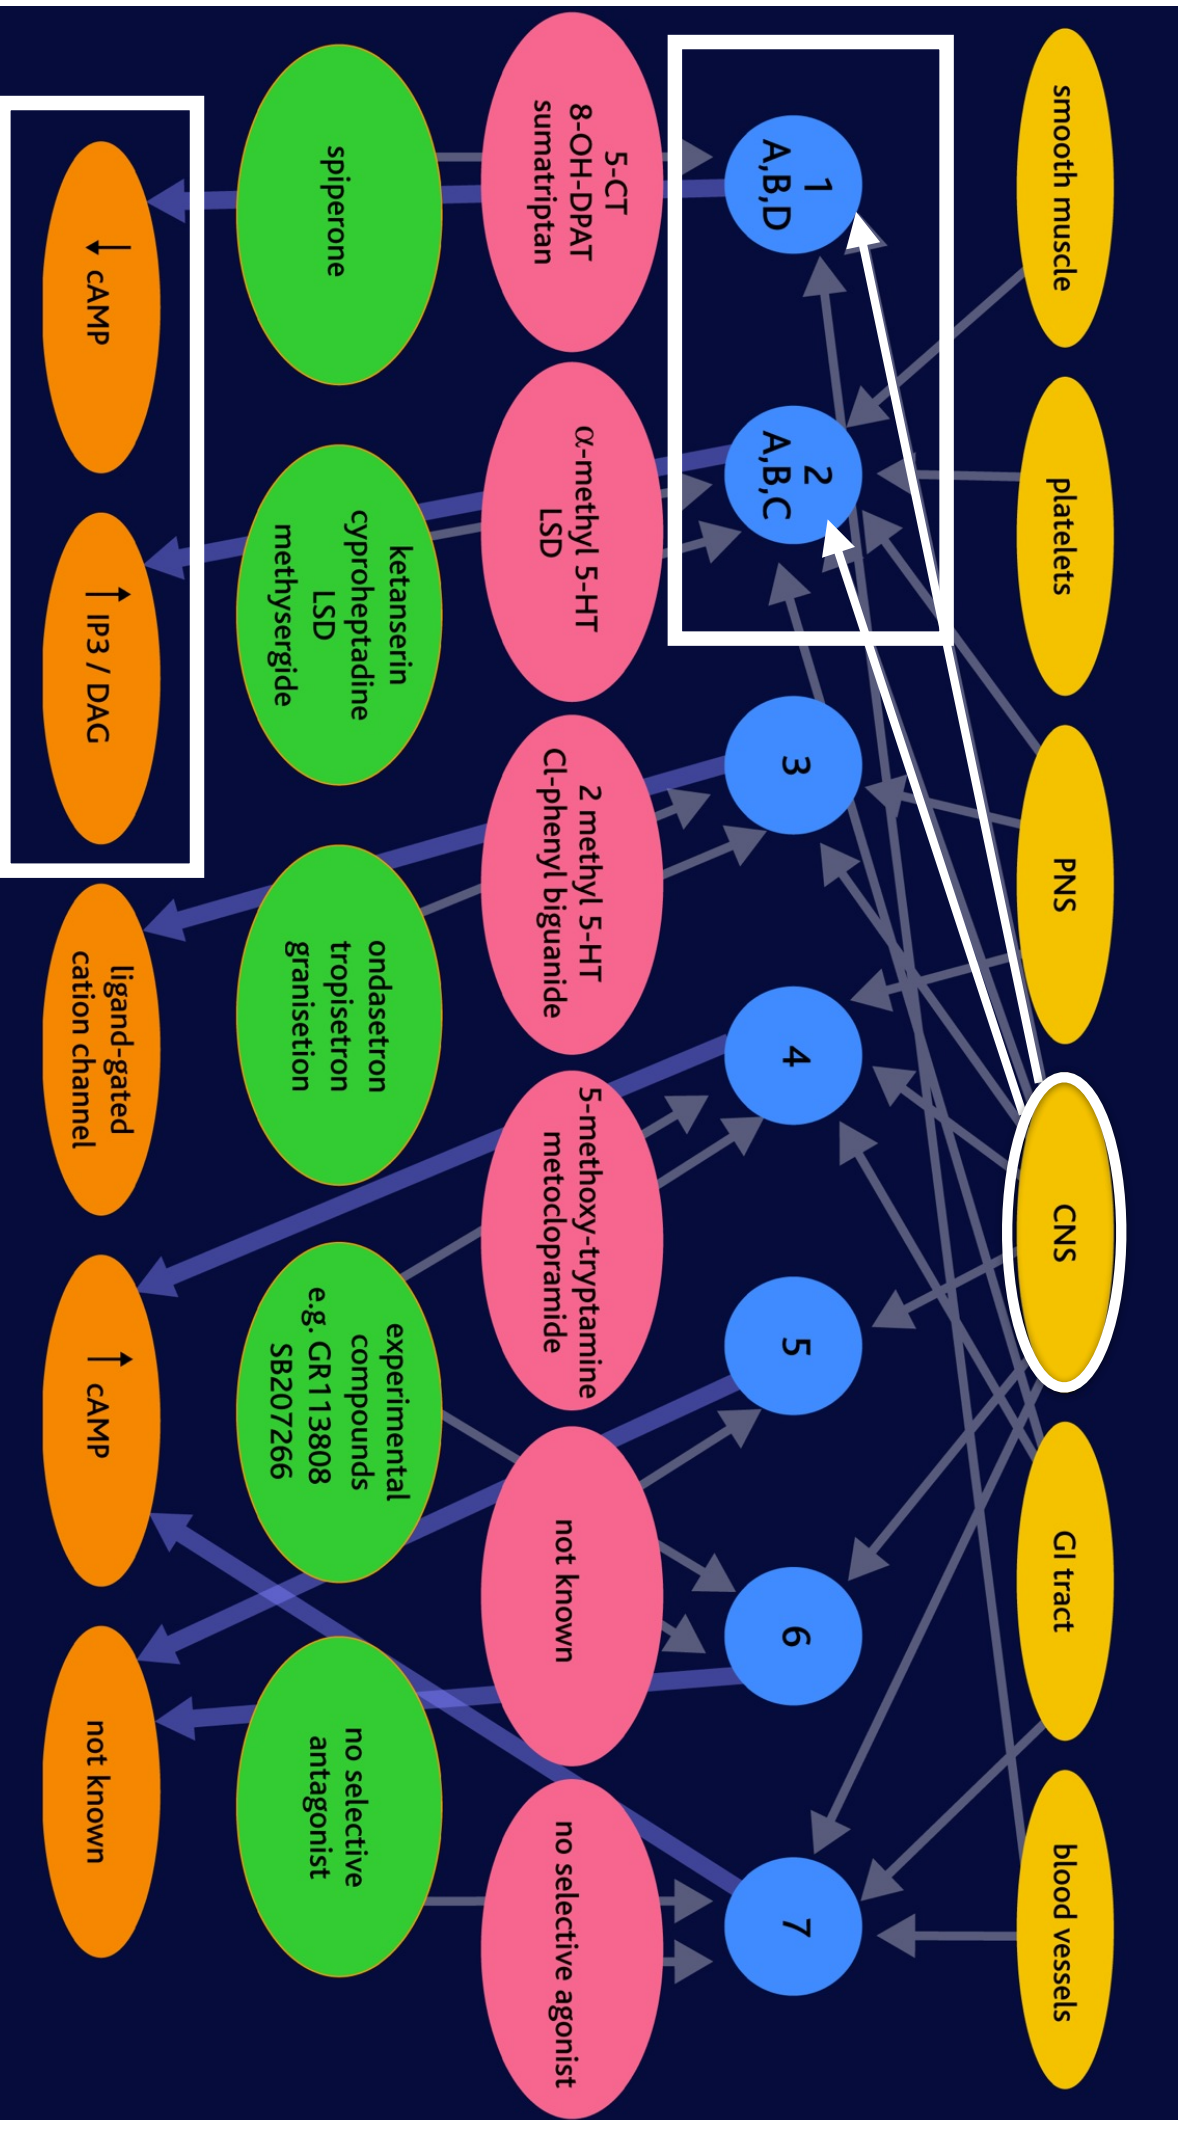 smooth muscle
platelets
PNS
CNS
GI tract
blood vessels
1
A,B,D
2
A,B,C
3
4
5
6
7
5-CT
8-OH-DPAT
sumatriptan
α-methyl 5-HT
LSD
2 methyl 5-HT
Cl-phenyl biguanide
5-methoxy-tryptamine
metoclopramide
not known
no selective agonist
spiperone
ketanserin
cyproheptadine
LSD
methysergide
ondasetron
tropisetron
granisetion
experimental
compounds
e.g. GR113808
SB207266
no selective
antagonist
↓ cAMP
↑ IP3 / DAG
ligand-gated
cation channel
↑ cAMP
not known